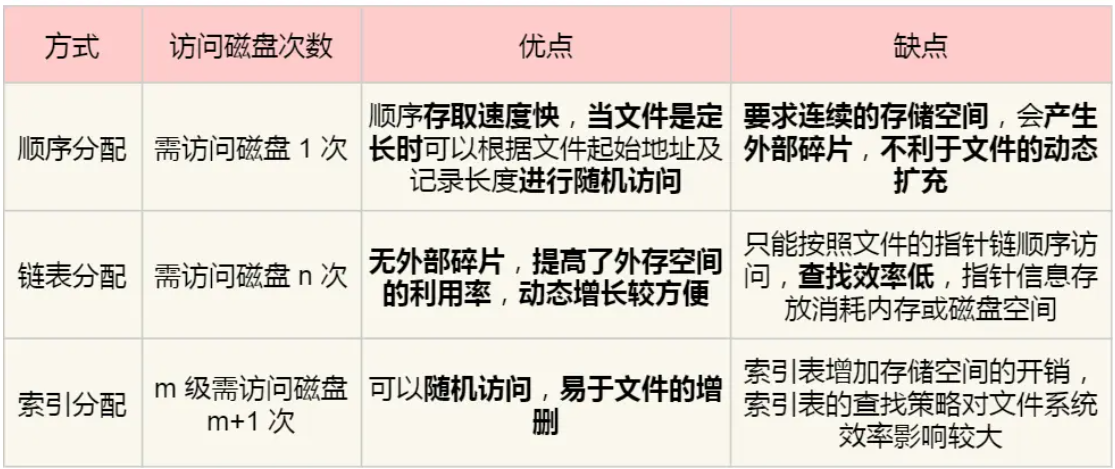 方式 访问磁盘次数 优点 缺点
顺序分配 需访问磁盘 1 次 顺序存取速度快，当文件是定长时可以根据文件起始地址及记录长度进行随机访问 要求连续的存储空间，会产生外部碎片，不利于文件的动态扩充
链表分配 需访问磁盘 n 次 无外部碎片，提高了外存空间的利用率，动态增长较方便 只能按照文件的指针链顺序访问，查找效率低，指针信息存放消耗内存或磁盘空间
索引分配 m 级需访问磁盘 m+1 次 可以随机访问，易于文件的增删 索引表增加存储空间的开销，索引表的查找策略对文件系统效率影响较大